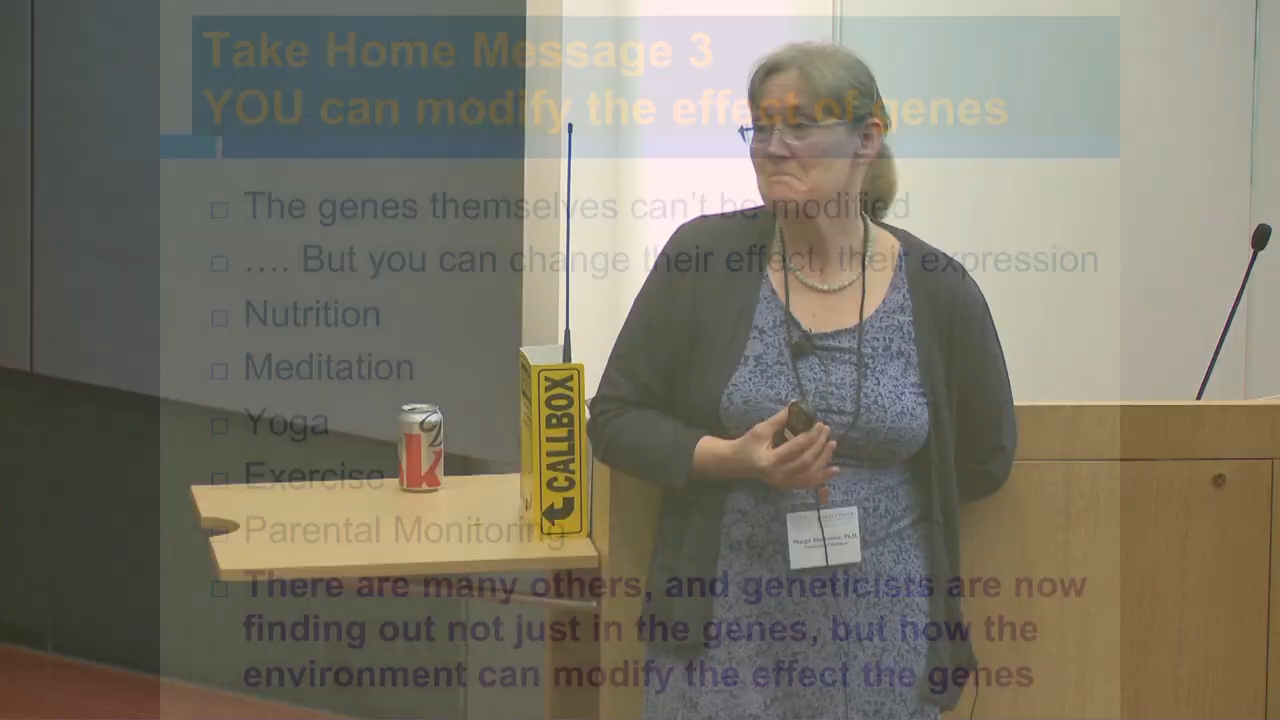 Take Home Message 3
YOU can modify the effect of genes
The genes themselves can't be modified
.... But you can change their effect, their expression
Nutrition
Meditation
Yoga
Exercise
Parental Monitoring
There are many others, and geneticists are now
finding out not just in the genes, but how the
environment can modify the effect the genes
CALLBOX